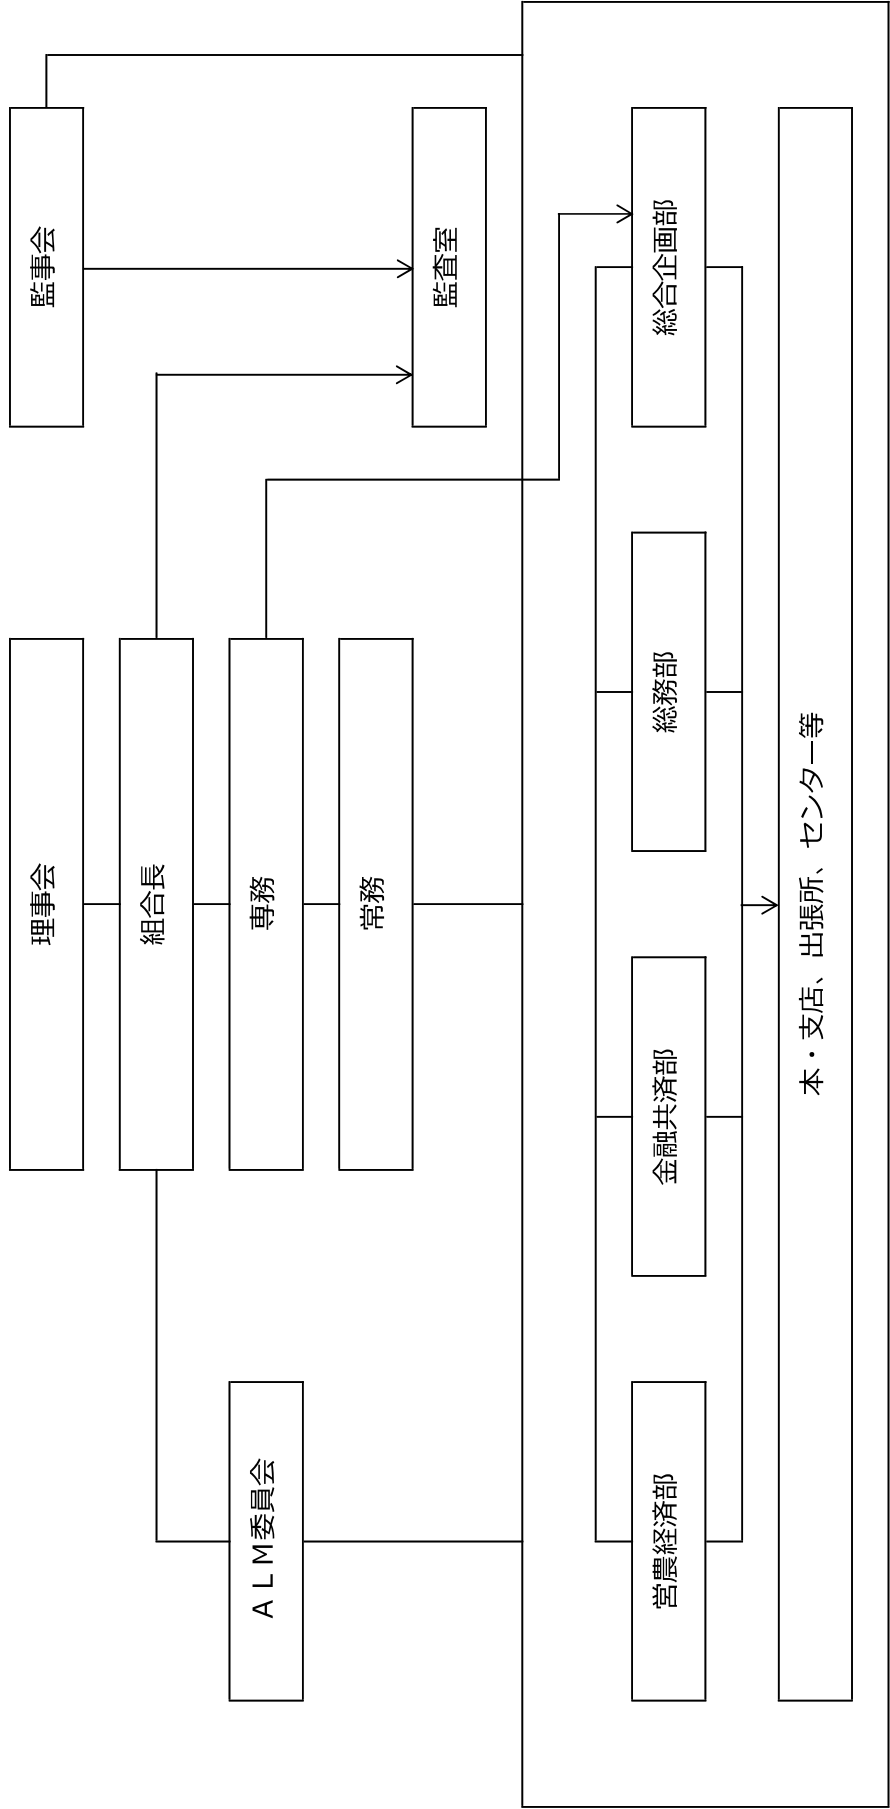 理事会
監事会
組合長
ＡＬＭ委員会
専務
常務
監査室
営農経済部
金融共済部
総務部
総合企画部
本・支店、出張所、センター等